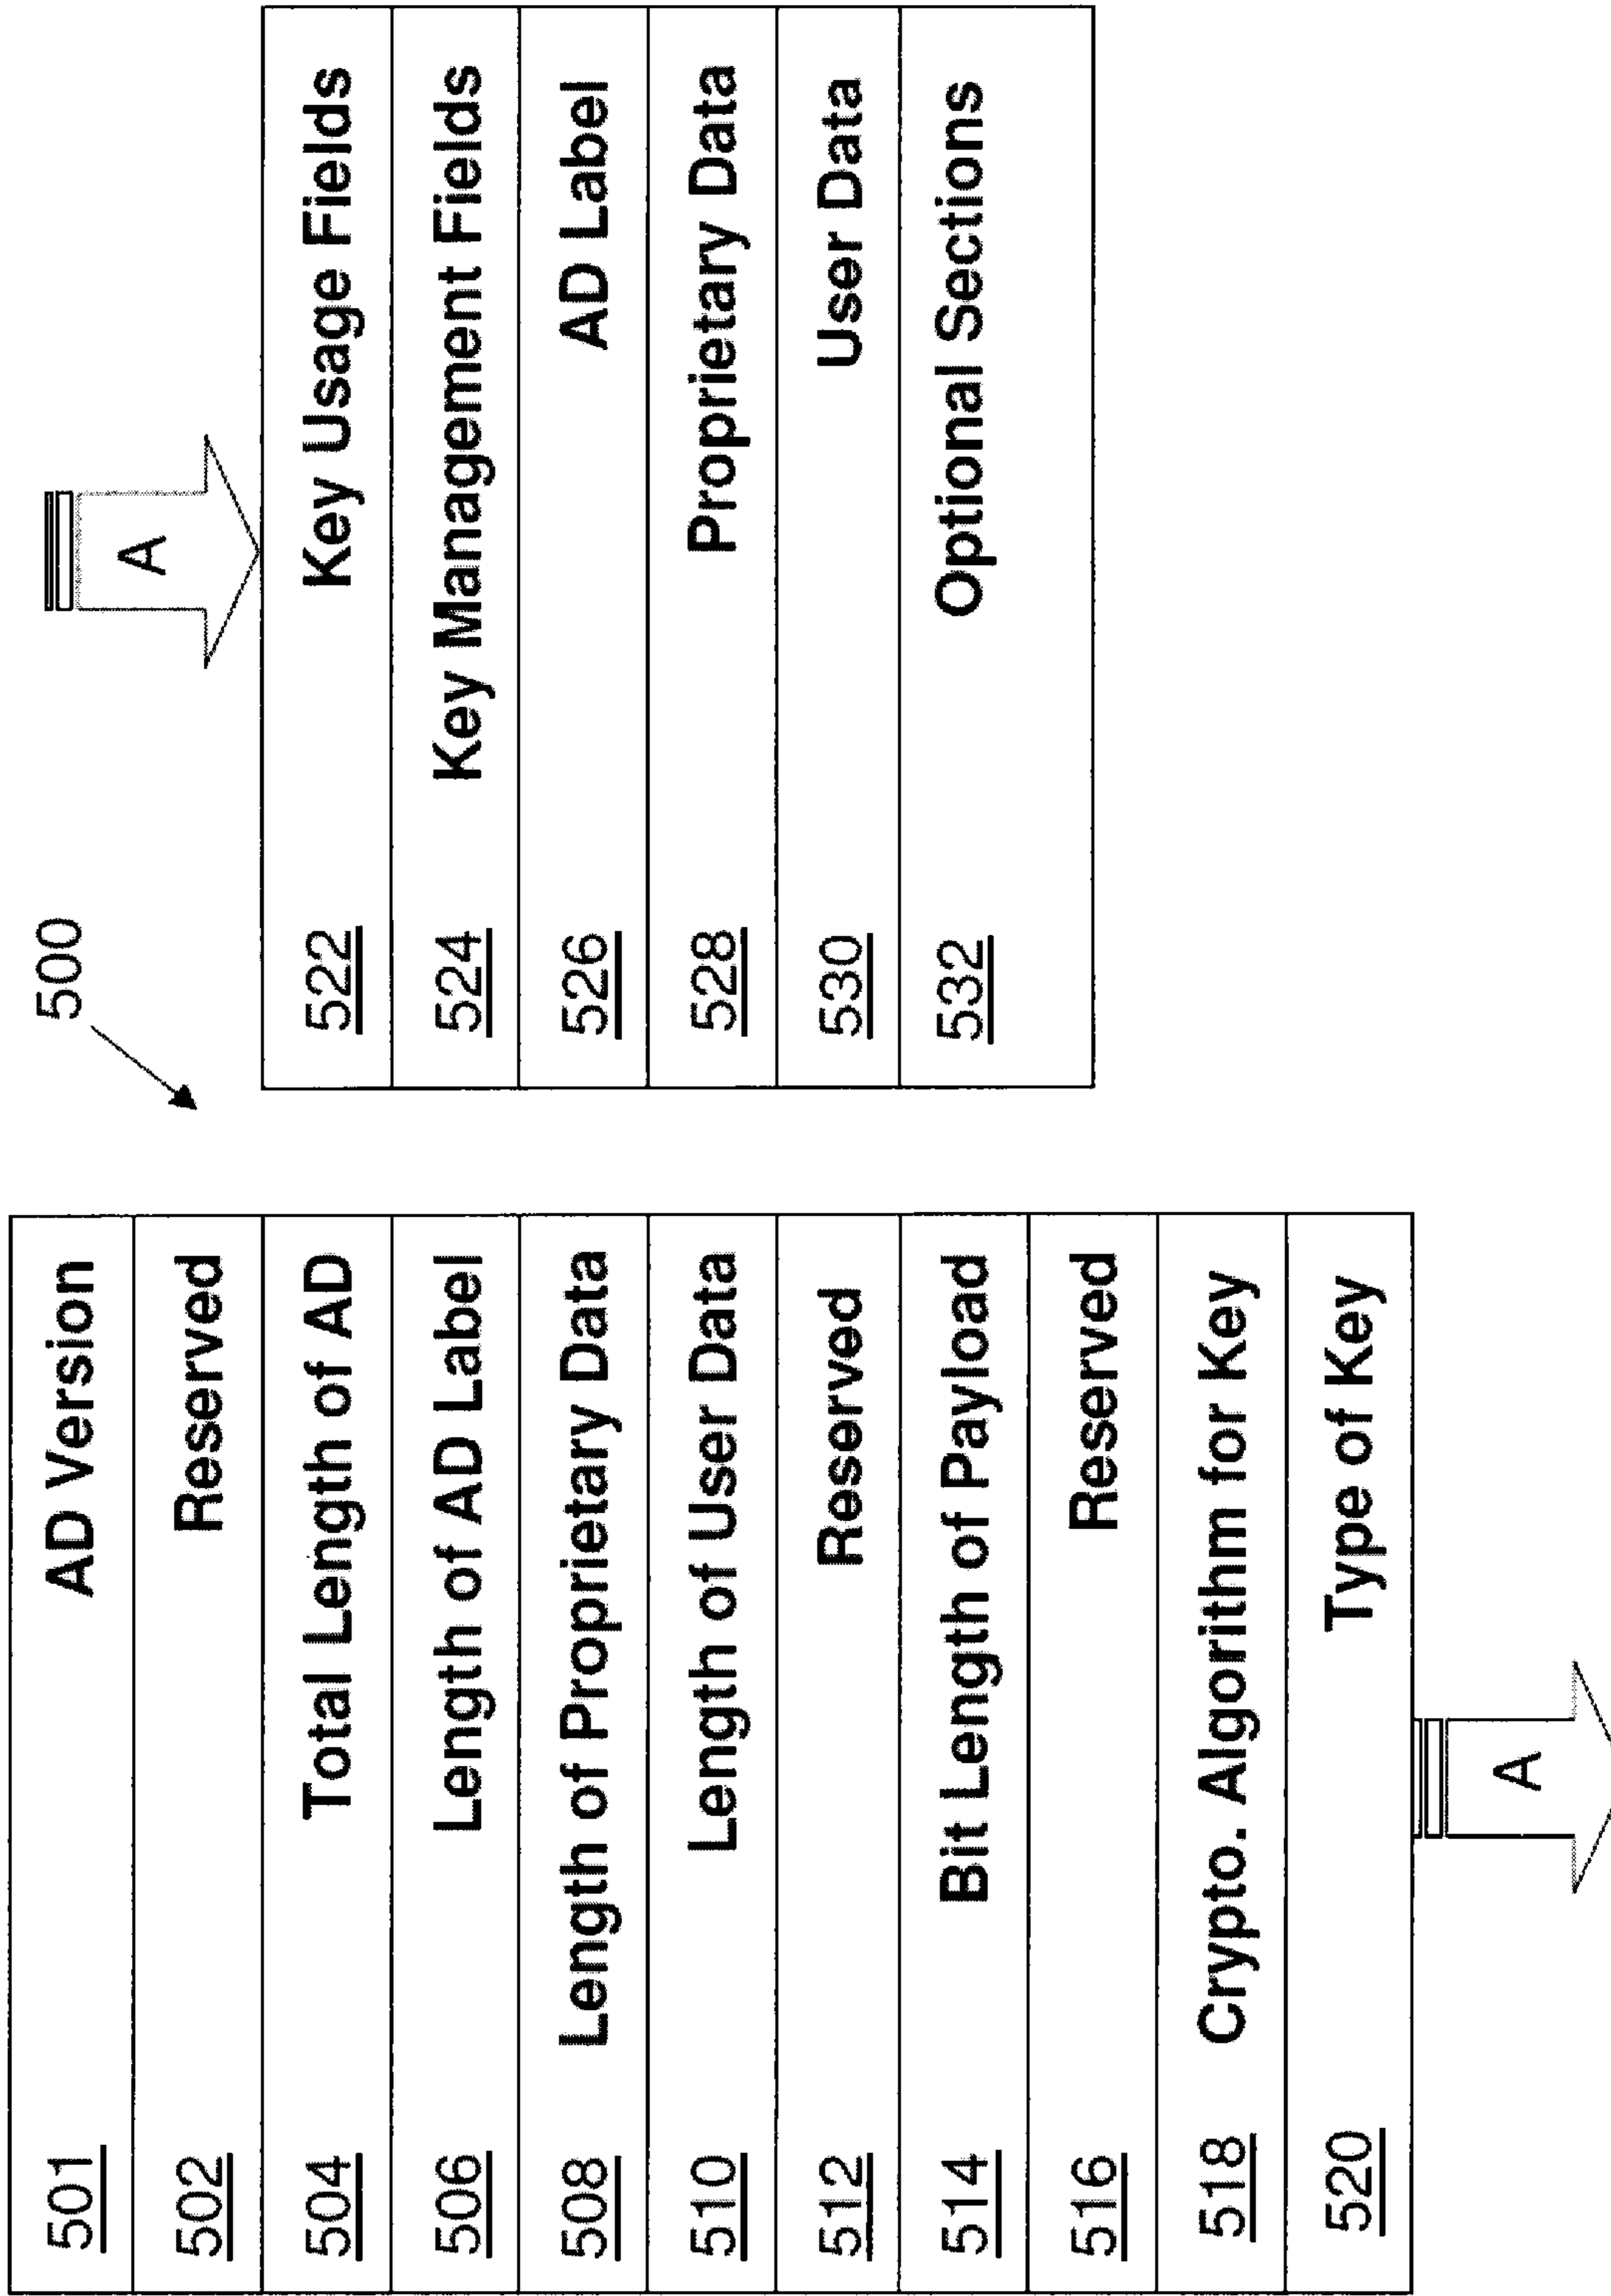 500
501 AD Version
502 Reserved
504 Total Length of AD
506 Length of AD Label
508 Length of Proprietary Data
510 Length of User Data
512 Reserved
514 Bit Length of Payload
516 Reserved
518 Crypto. Algorithm for Key
520 Type of Key
A
A
522 Key Usage Fields
524 Key Management Fields
526 AD Label
528 Proprietary Data
530 User Data
532 Optional Sections